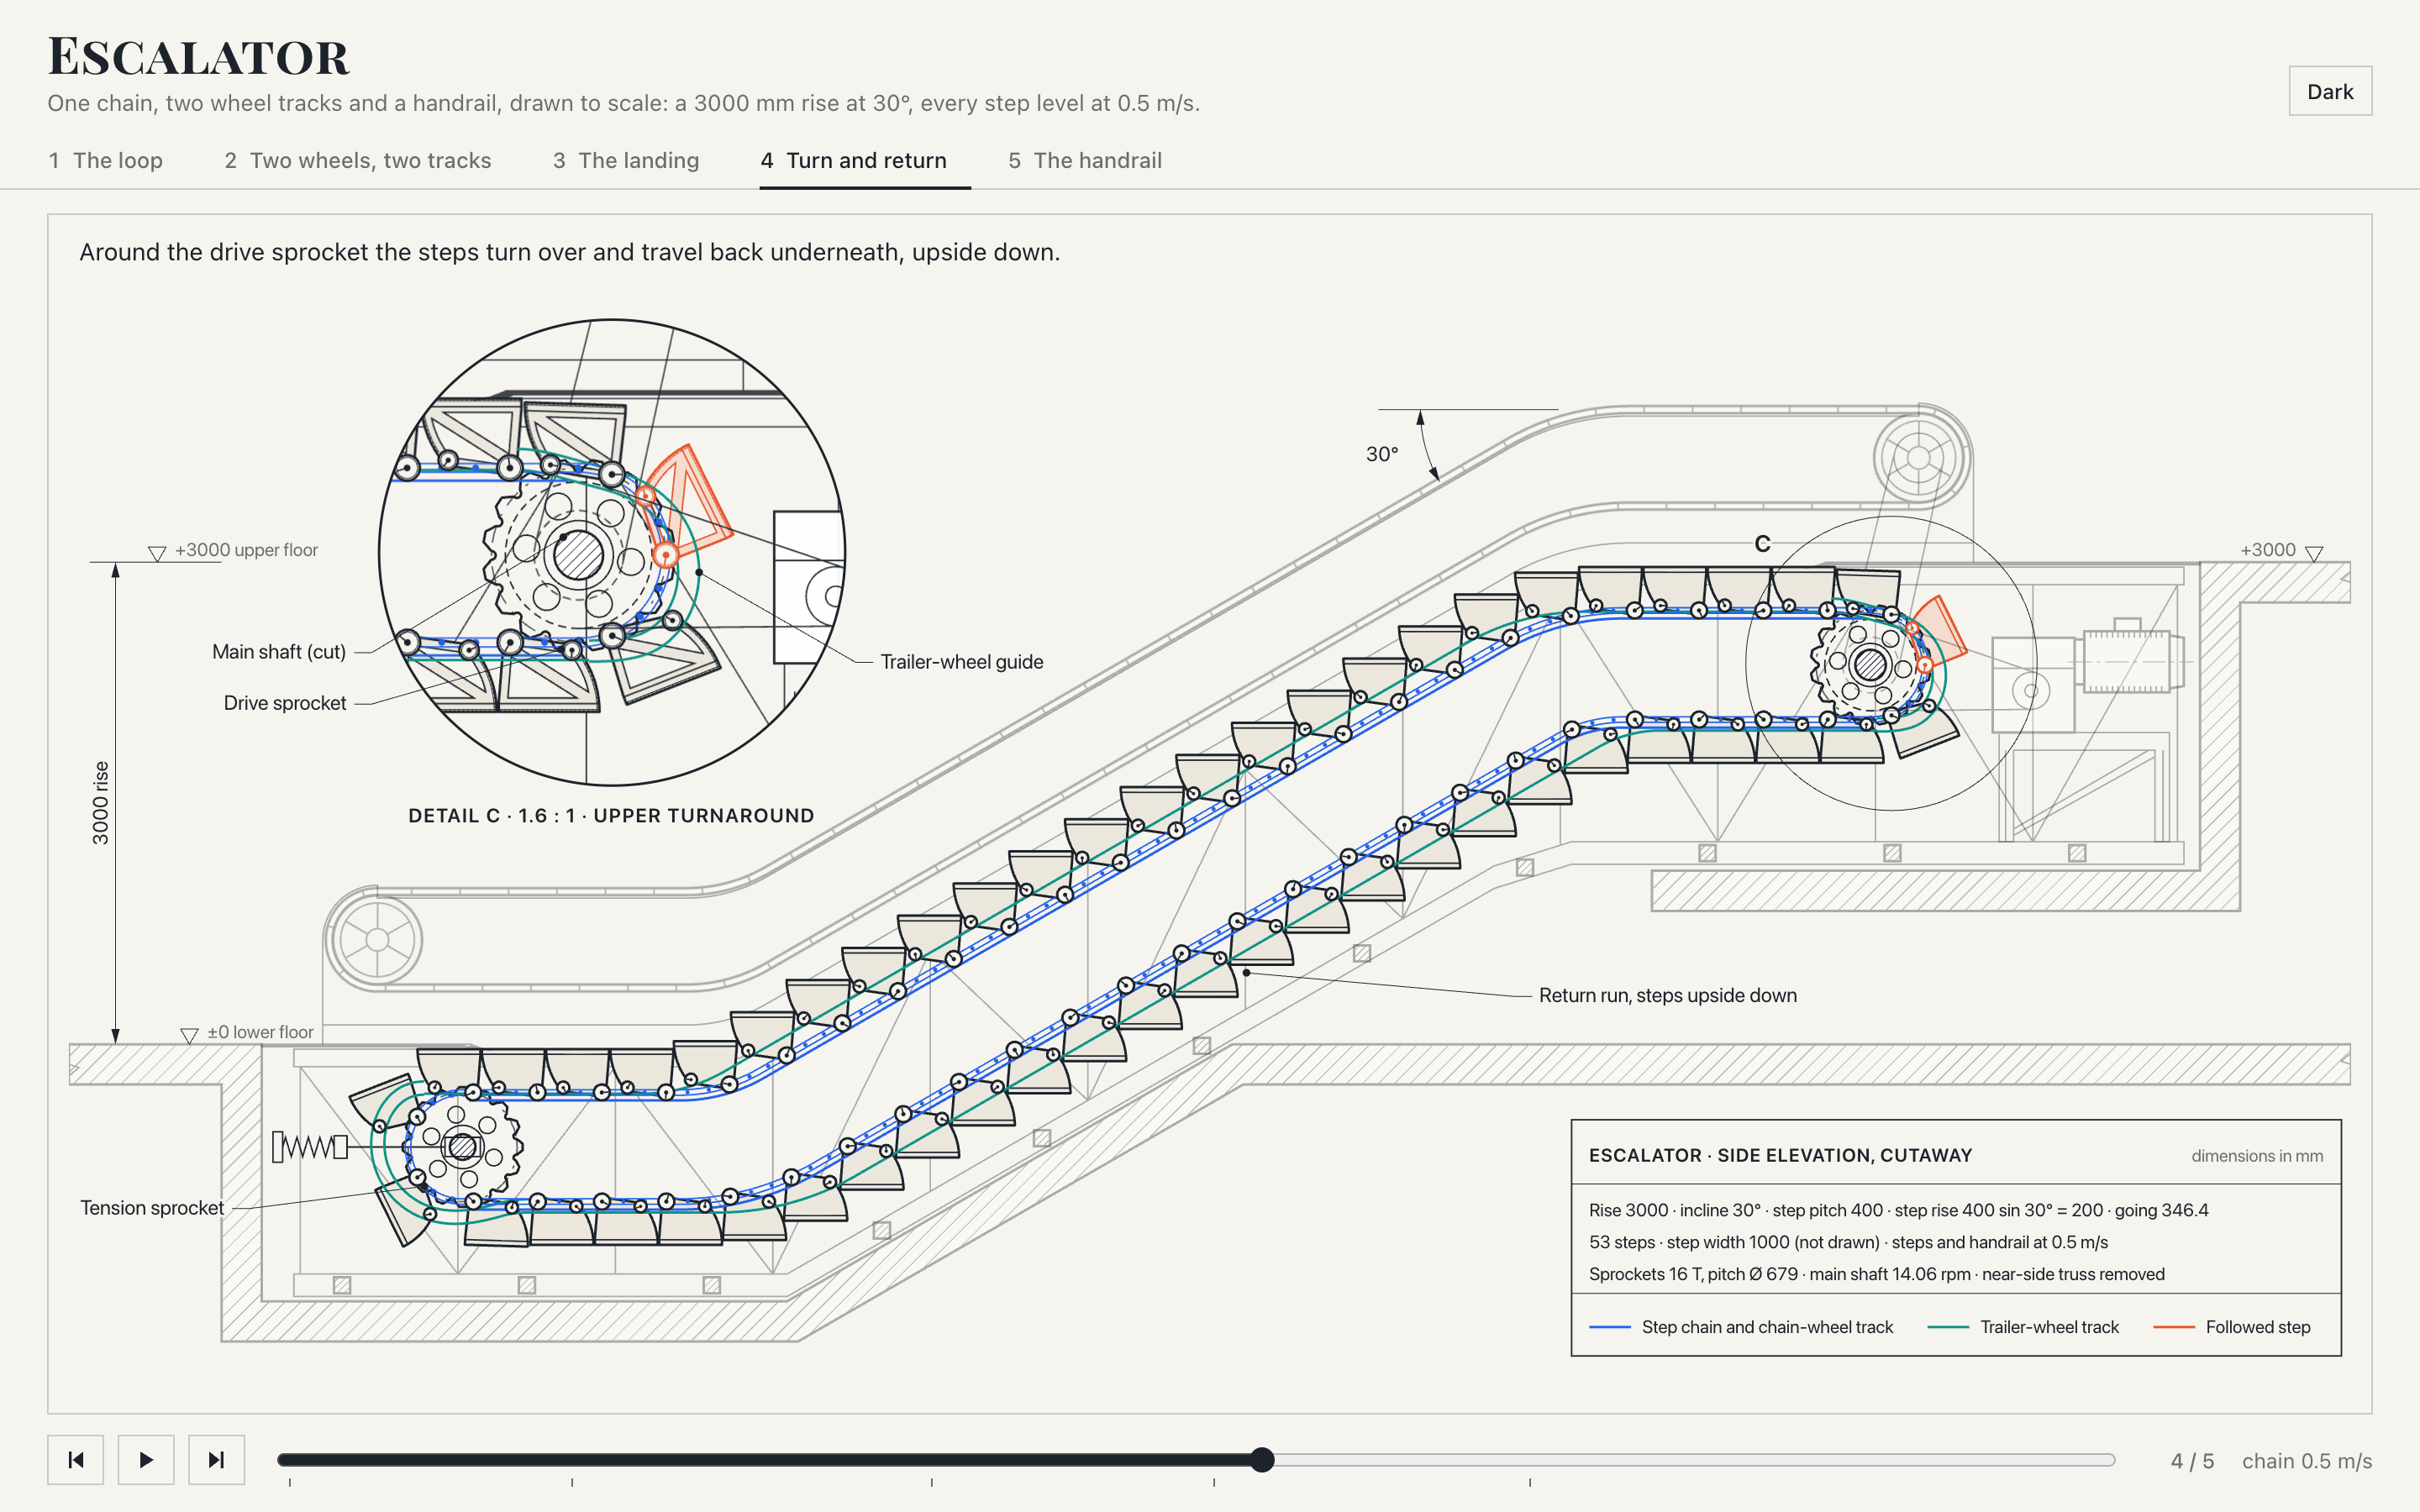 ESCALATOR
One chain, two wheel tracks and a handrail, drawn to scale: a 3000 mm rise at 30°, every step level at 0.5 m/s.
Dark
1 The loop
2 Two wheels, two tracks
3 The landing
4 Turn and return
5 The handrail
Around the drive sprocket the steps turn over and travel back underneath, upside down.
30°
C
+3000 upper floor
+3000
Main shaft (cut)
Trailer-wheel guide
Drive sprocket
3000 rise
DETAIL C · 1.6 : 1 · UPPER TURNAROUND
Return run, steps upside down
±0 lower floor
Tension sprocket
ESCALATOR · SIDE ELEVATION, CUTAWAY
dimensions in mm
Rise 3000 · incline 30° · step pitch 400 · step rise 400 sin 30° = 200 · going 346.4
53 steps · step width 1000 (not drawn) · steps and handrail at 0.5 m/s
Sprockets 16 T, pitch Ø 679 · main shaft 14.06 rpm · near-side truss removed
Step chain and chain-wheel track
Trailer-wheel track
Followed step
4 / 5
chain 0.5 m/s